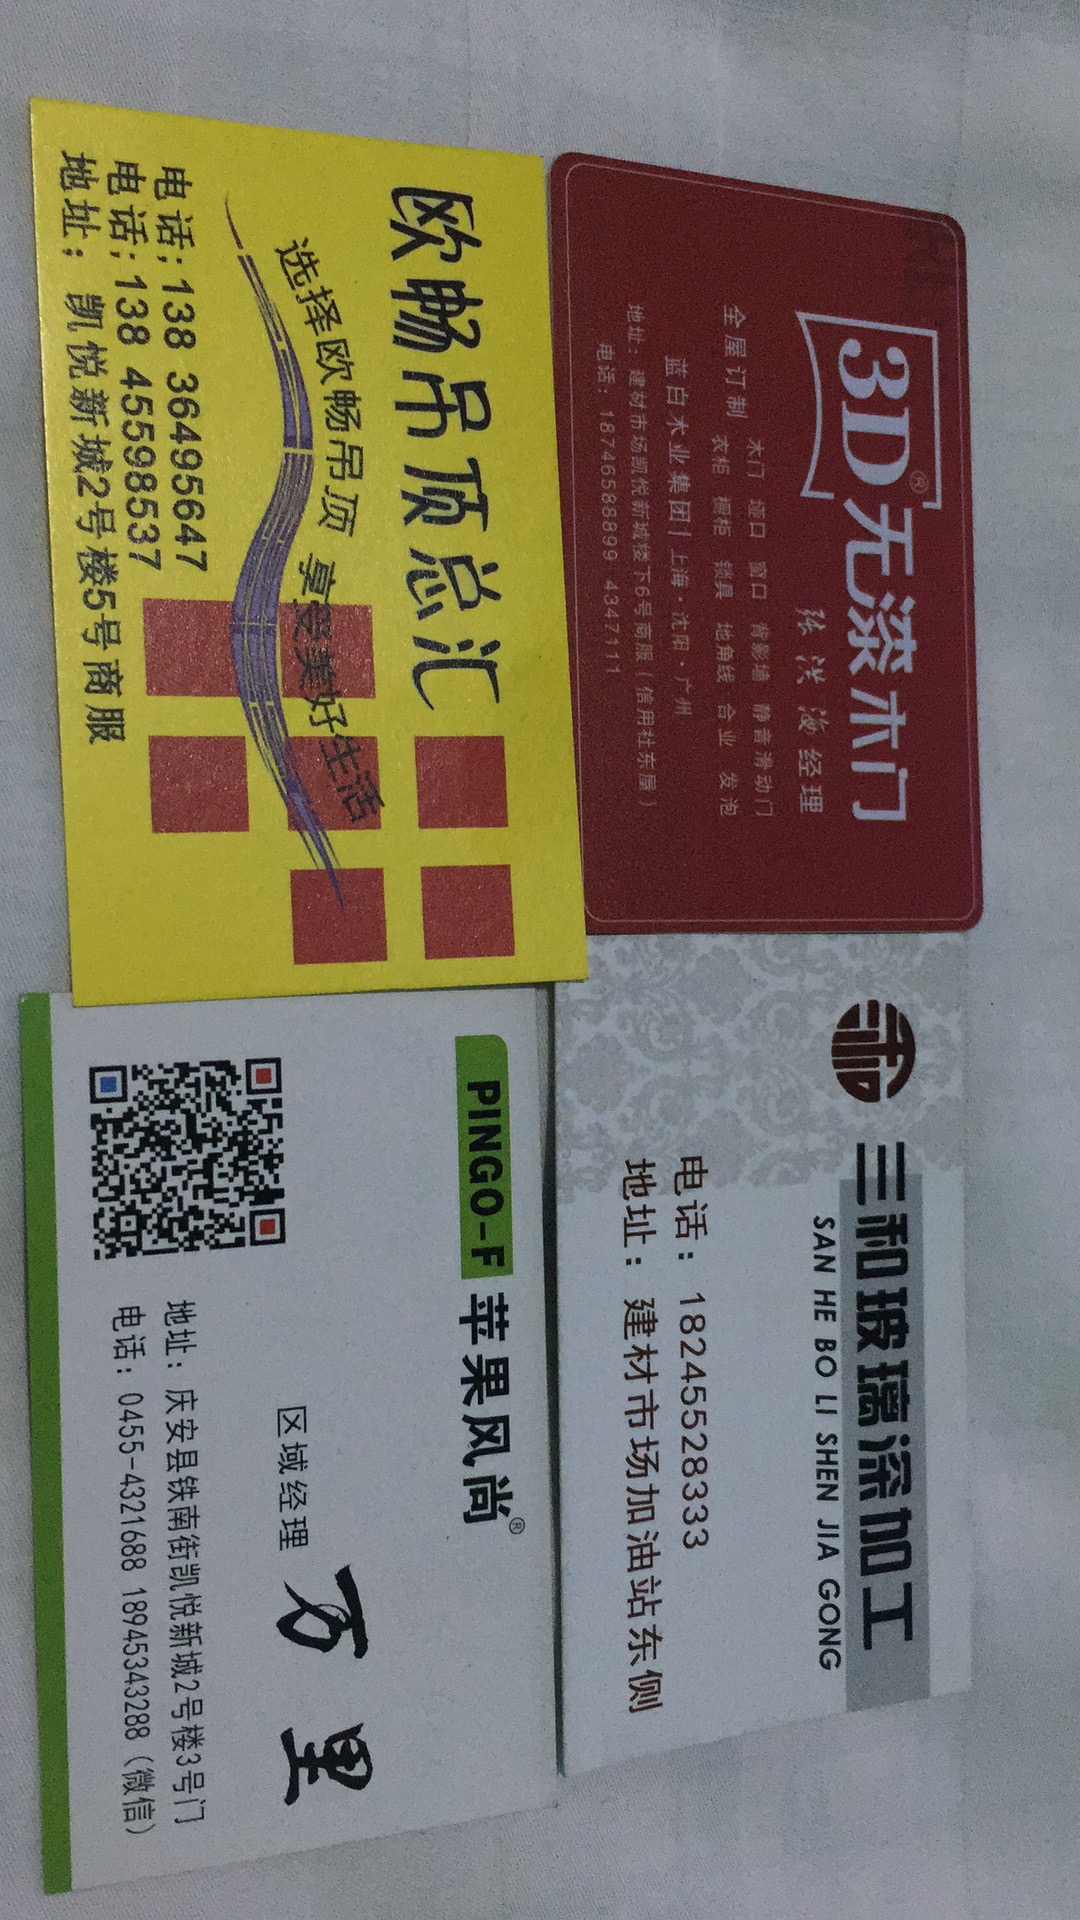 3D®无漆木门
张洪波经理
木门 垭口 窗口 背影墙 静音滑动门
全屋订制 衣柜 橱柜 锁具 地角线 合业 发泡
蓝白木业集团|上海·沈阳·广州
地址：建材市场凯悦新城楼下6号商服（信用社东屋）
电话：18746588899 4347111
三和玻璃深加工
SAN HE BO LI SHEN JIA GONG
电话：18245528333
地址：建材市场加油站东侧
欧畅吊顶总汇
选择欧畅吊顶 享受美好生活
电话:138 36495647
电话:138 45598537
地址：凯悦新城2号楼5号商服
PINGO-F 苹果风尚®
区域经理 万里
地址：庆安县铁南街凯悦新城2号楼3号门
电话：0455-4321688 18945343288（微信）